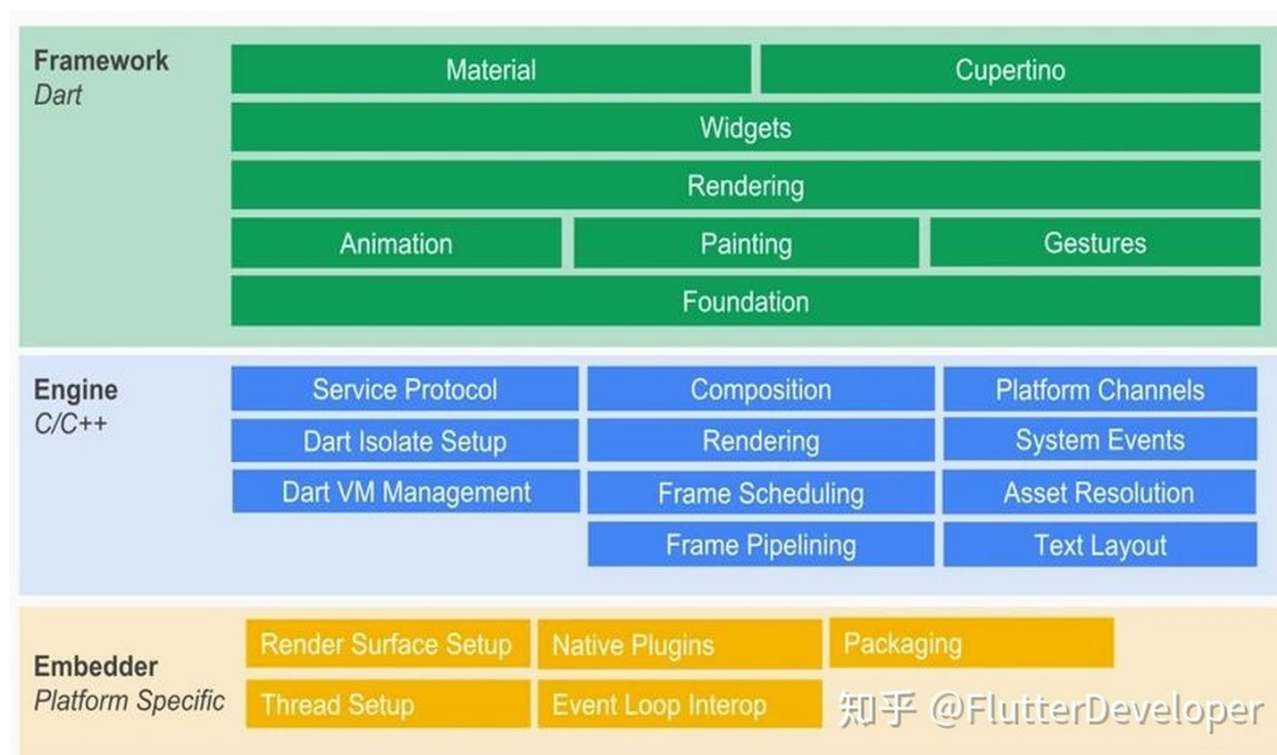 Framework
Dart
Material
Cupertino
Widgets
Rendering
Animation
Painting
Gestures
Foundation
Engine
C/C++
Service Protocol
Composition
Platform Channels
Dart Isolate Setup
Rendering
System Events
Dart VM Management
Frame Scheduling
Asset Resolution
Frame Pipelining
Text Layout
Embedder
Platform Specific
Render Surface Setup
Native Plugins
Packaging
Thread Setup
Event Loop Interop
知乎 @FlutterDeveloper